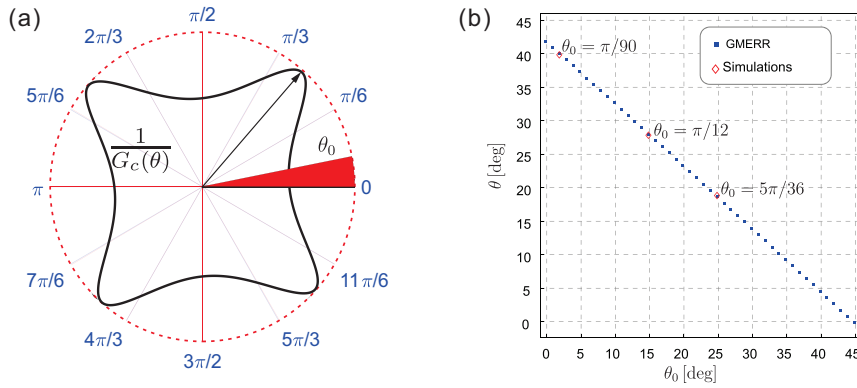 (a)
π/2
2π/3
π/3
5π/6
π/6
1
G_c(θ)
θ_0
π
0
7π/6
11π/6
4π/3
5π/3
3π/2
(b)
45
40
35
30
25
20
15
10
5
0
θ [deg]
θ_0 = π/90
θ_0 = π/12
θ_0 = 5π/36
GMERR
Simulations
0 5 10 15 20 25 30 35 40 45
θ_0 [deg]